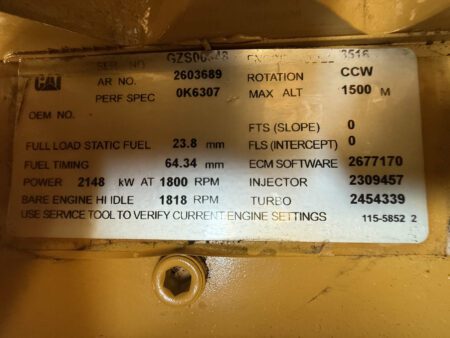 CAT
SER. NO. ENGINE 3516
AR NO. 2603689 ROTATION CCW
PERF SPEC 0K6307 MAX ALT 1500 M
OEM NO.
FTS (SLOPE) 0
FULL LOAD STATIC FUEL 23.8 mm FLS (INTERCEPT) 0
FUEL TIMING 64.34 mm ECM SOFTWARE 2677170
POWER 2148 kW AT 1800 RPM INJECTOR 2309457
BARE ENGINE HI IDLE 1818 RPM TURBO 2454339
USE SERVICE TOOL TO VERIFY CURRENT ENGINE SETTINGS 115-5852 2